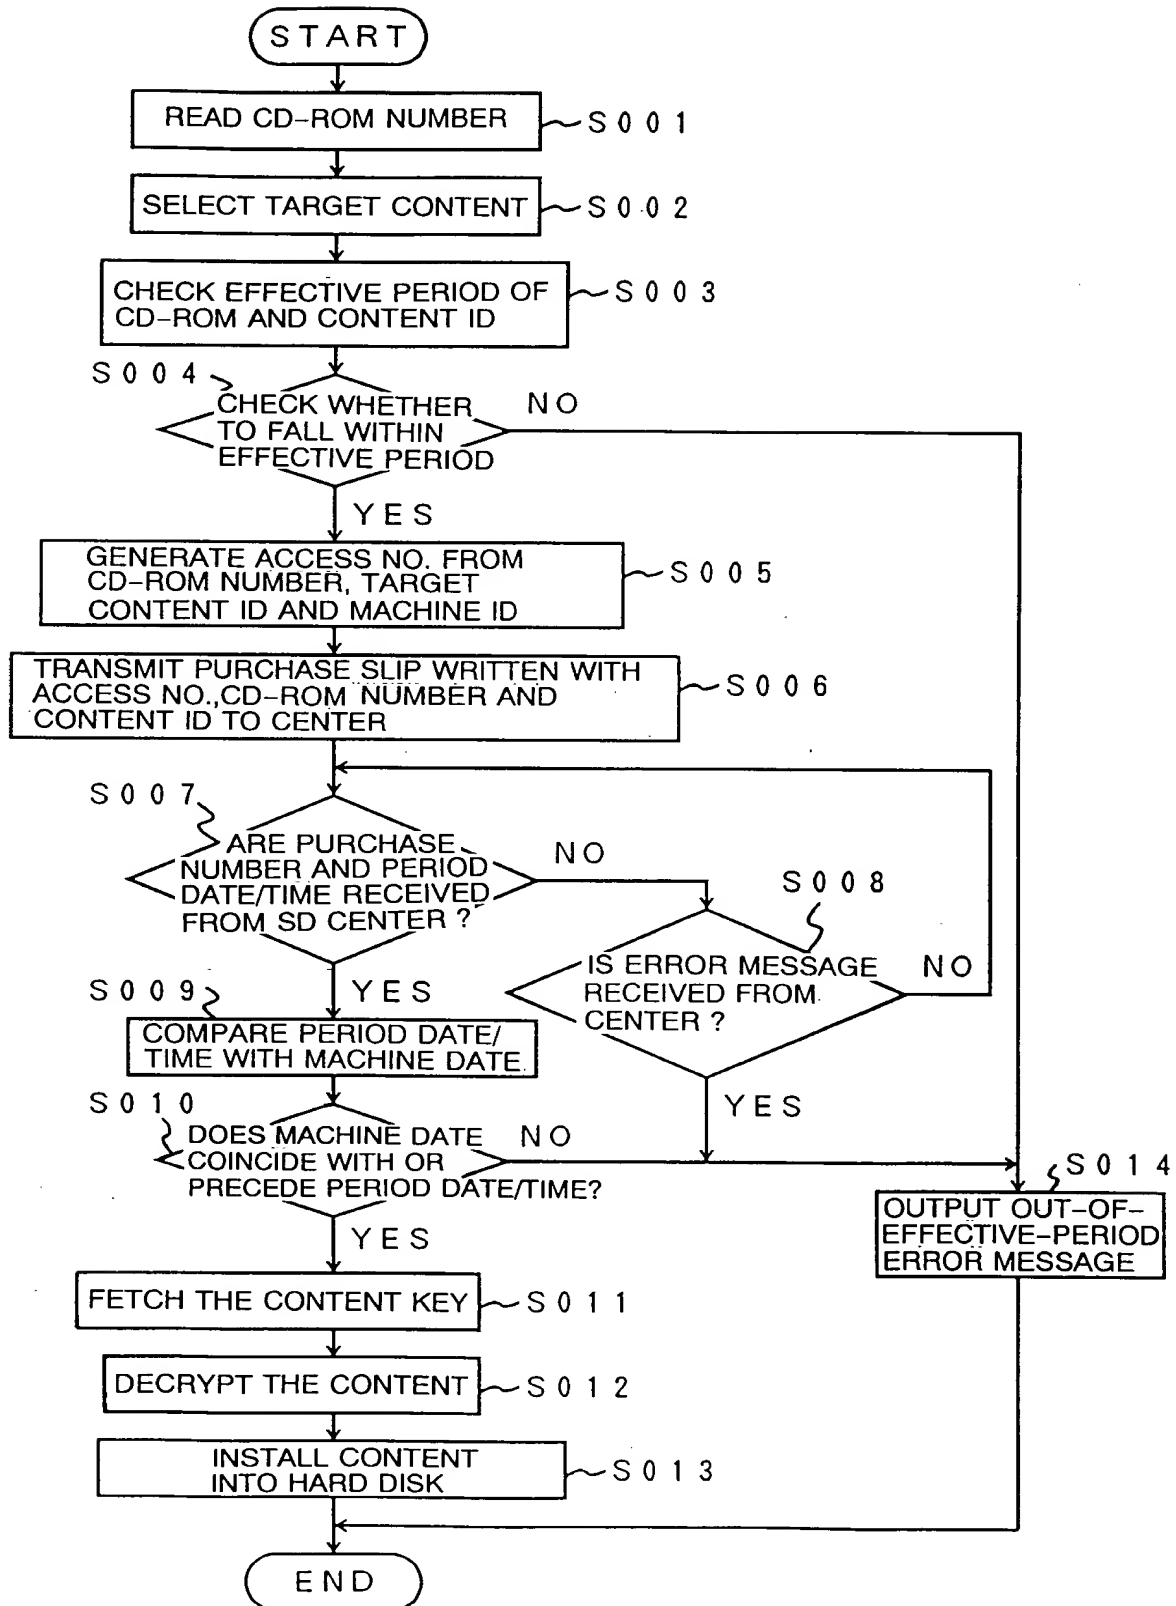 START
READ CD-ROM NUMBER
S001
SELECT TARGET CONTENT
S002
CHECK EFFECTIVE PERIOD OF
CD-ROM AND CONTENT ID
S003
S004
CHECK WHETHER
TO FALL WITHIN
EFFECTIVE PERIOD
NO
YES
GENERATE ACCESS NO. FROM
CD-ROM NUMBER, TARGET
CONTENT ID AND MACHINE ID
S005
TRANSMIT PURCHASE SLIP WRITTEN WITH
ACCESS NO.,CD-ROM NUMBER AND
CONTENT ID TO CENTER
S006
S007
ARE PURCHASE
NUMBER AND PERIOD
DATE/TIME RECEIVED
FROM SD CENTER ?
NO
YES
S008
IS ERROR MESSAGE
RECEIVED FROM
CENTER ?
NO
YES
S009
COMPARE PERIOD DATE/
TIME WITH MACHINE DATE
S010
DOES MACHINE DATE
COINCIDE WITH OR
PRECEDE PERIOD DATE/TIME?
NO
YES
S014
OUTPUT OUT-OF-
EFFECTIVE-PERIOD
ERROR MESSAGE
FETCH THE CONTENT KEY
S011
DECRYPT THE CONTENT
S012
INSTALL CONTENT
INTO HARD DISK
S013
END